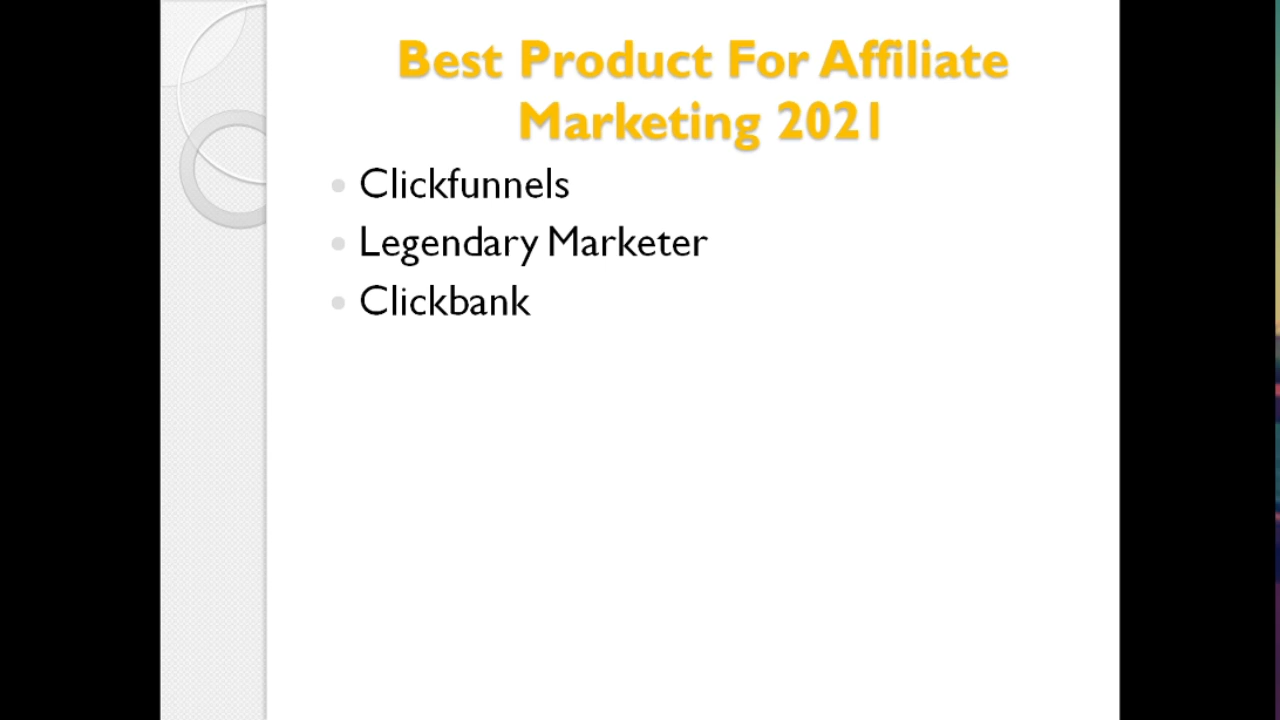 Best Product For Affiliate
Marketing 2021
Clickfunnels
Legendary Marketer
Clickbank